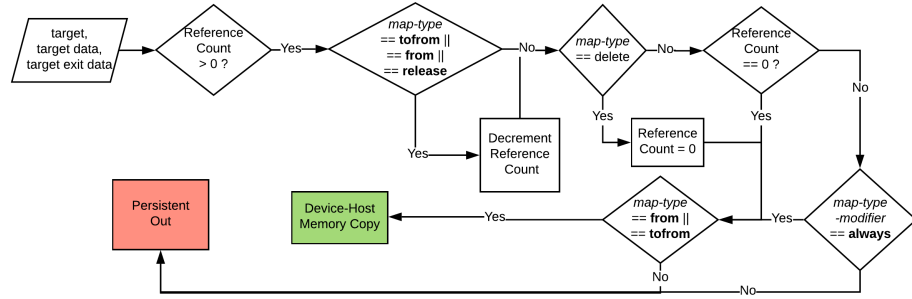 target,
target data,
target exit data
Reference
Count
> 0 ?
Yes
map-type
== tofrom ||
== from ||
== release
No
map-type
== delete
No
Reference
Count
== 0 ?
No
Yes
Yes
Yes
Decrement
Reference
Count
Reference
Count = 0
Persistent
Out
Device-Host
Memory Copy
Yes
map-type
== from ||
== tofrom
Yes
map-type
-modifier
== always
No
No